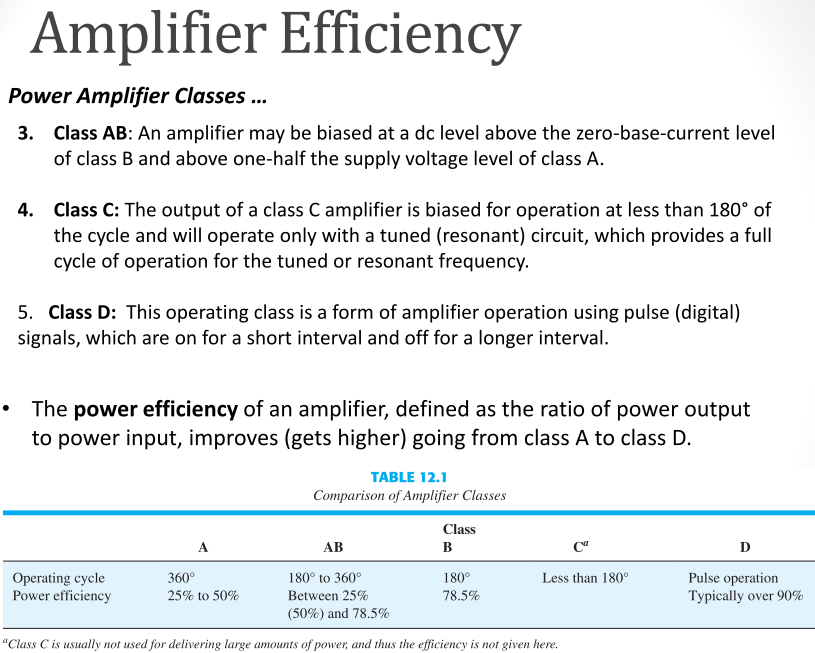 Amplifier Efficiency
Power Amplifier Classes …
3. Class AB: An amplifier may be biased at a dc level above the zero-base-current level
of class B and above one-half the supply voltage level of class A.
4. Class C: The output of a class C amplifier is biased for operation at less than 180° of
the cycle and will operate only with a tuned (resonant) circuit, which provides a full
cycle of operation for the tuned or resonant frequency.
5. Class D: This operating class is a form of amplifier operation using pulse (digital)
signals, which are on for a short interval and off for a longer interval.
• The power efficiency of an amplifier, defined as the ratio of power output
to power input, improves (gets higher) going from class A to class D.
TABLE 12.1
Comparison of Amplifier Classes
Class
A AB B Cᵃ D
Operating cycle 360° 180° to 360° 180° Less than 180° Pulse operation
Power efficiency 25% to 50% Between 25% 78.5% Typically over 90%
(50%) and 78.5%
ᵃClass C is usually not used for delivering large amounts of power, and thus the efficiency is not given here.